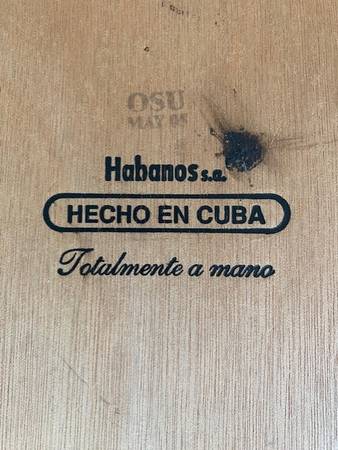 OSU
MAY 05
Habanos s.a.
HECHO EN CUBA
Totalmente a mano